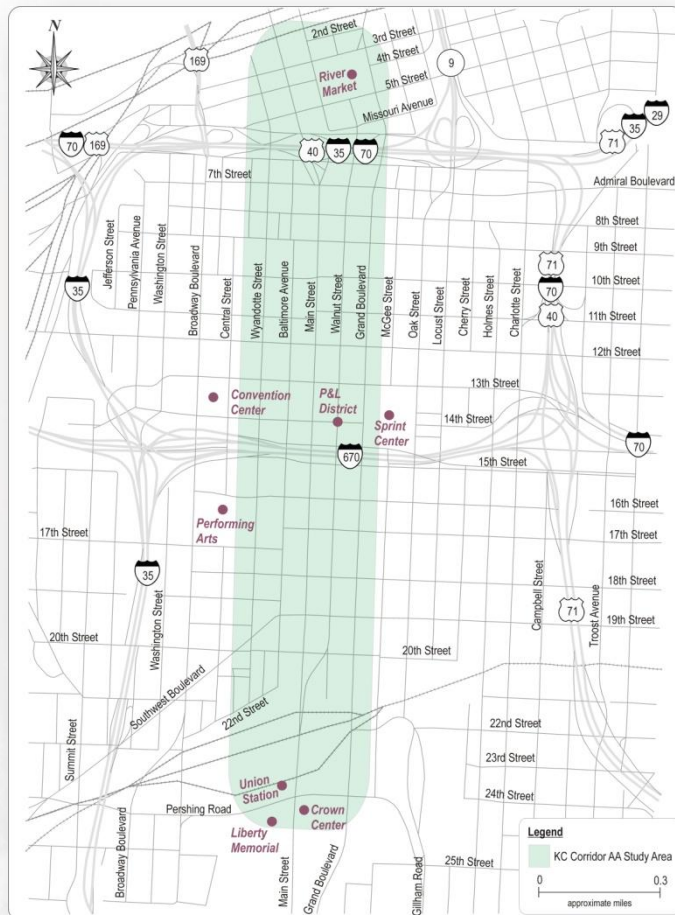 N
2nd Street
3rd Street
4th Street
5th Street
169
9
River
Market
Missouri Avenue
29
35
71
70
169
40
35
70
7th Street
Admiral Boulevard
8th Street
9th Street
10th Street
11th Street
12th Street
71
70
40
35
Jefferson Street
Pennsylvania Avenue
Washington Street
Broadway Boulevard
Central Street
Wyandotte Street
Baltimore Avenue
Main Street
Walnut Street
Grand Boulevard
McGee Street
Oak Street
Locust Street
Cherry Street
Holmes Street
Charlotte Street
Convention
Center
P&L
District
Sprint
Center
13th Street
14th Street
70
670
15th Street
16th Street
17th Street
17th Street
Performing
Arts
35
18th Street
71
19th Street
Campbell Street
Troost Avenue
Washington Street
20th Street
20th Street
Southwest Boulevard
22nd Street
22nd Street
23rd Street
24th Street
Summit Street
Union
Station
Pershing Road
Crown
Center
Liberty
Memorial
Broadway Boulevard
Main Street
Grand Boulevard
Gillham Road
25th Street
Legend
KC Corridor AA Study Area
0
0.3
approximate miles